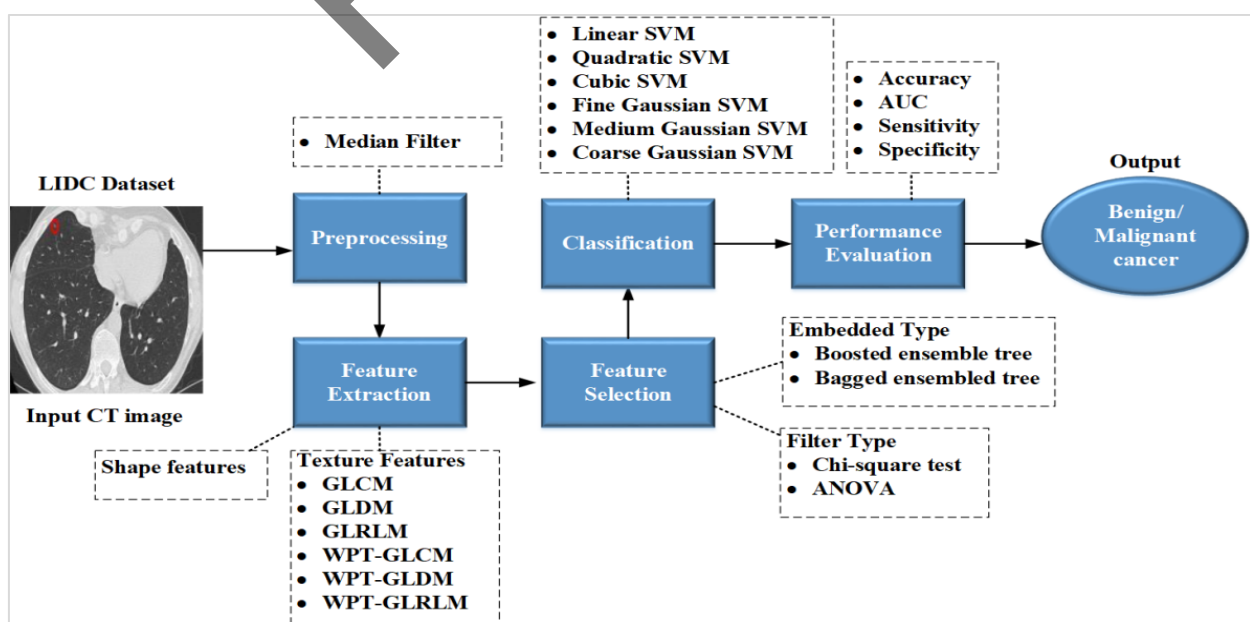 Linear SVM
Quadratic SVM
Cubic SVM
Fine Gaussian SVM
Medium Gaussian SVM
Coarse Gaussian SVM
Accuracy
AUC
Sensitivity
Specificity
Median Filter
LIDC Dataset
Output
Preprocessing
Classification
Performance
Evaluation
Benign/
Malignant
cancer
Input CT image
Feature
Extraction
Feature
Selection
Embedded Type
Boosted ensemble tree
Bagged ensembled tree
Filter Type
Chi-square test
ANOVA
Shape features
Texture Features
GLCM
GLDM
GLRLM
WPT-GLCM
WPT-GLDM
WPT-GLRLM